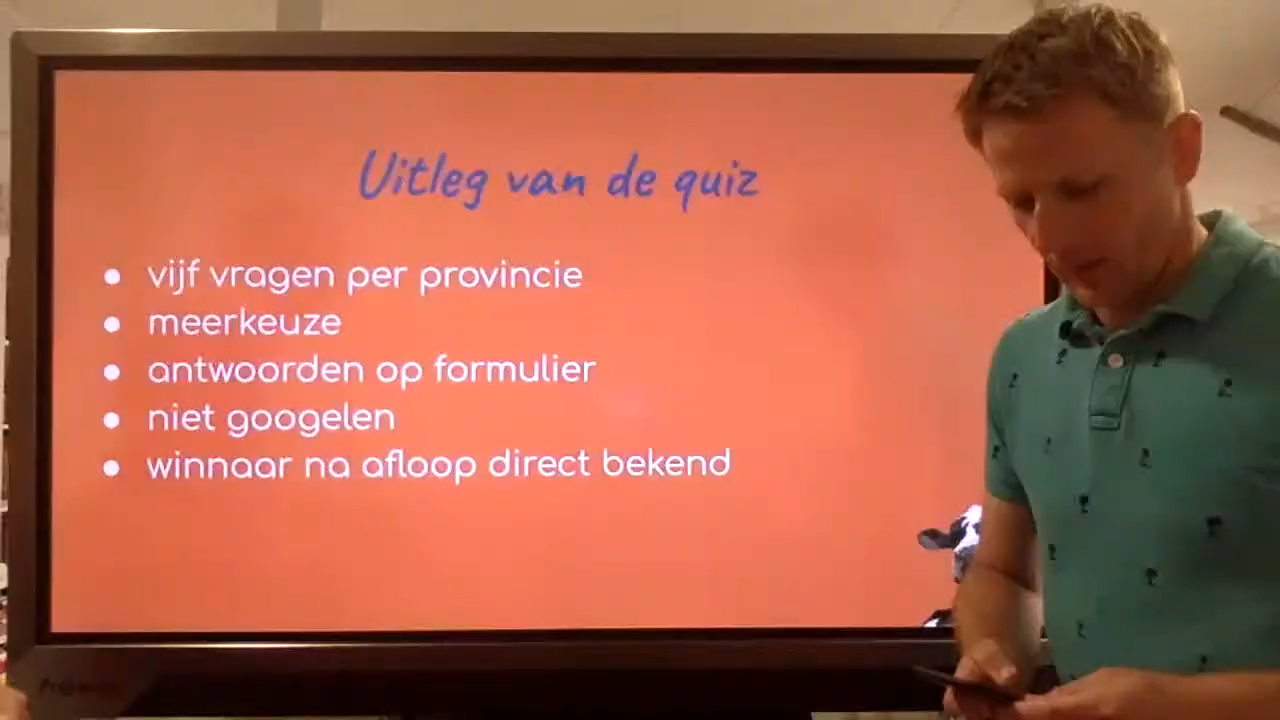 Uitleg van de quiz
● vijf vragen per provincie
● meerkeuze
● antwoorden op formulier
● niet googelen
● winnaar na afloop direct bekend